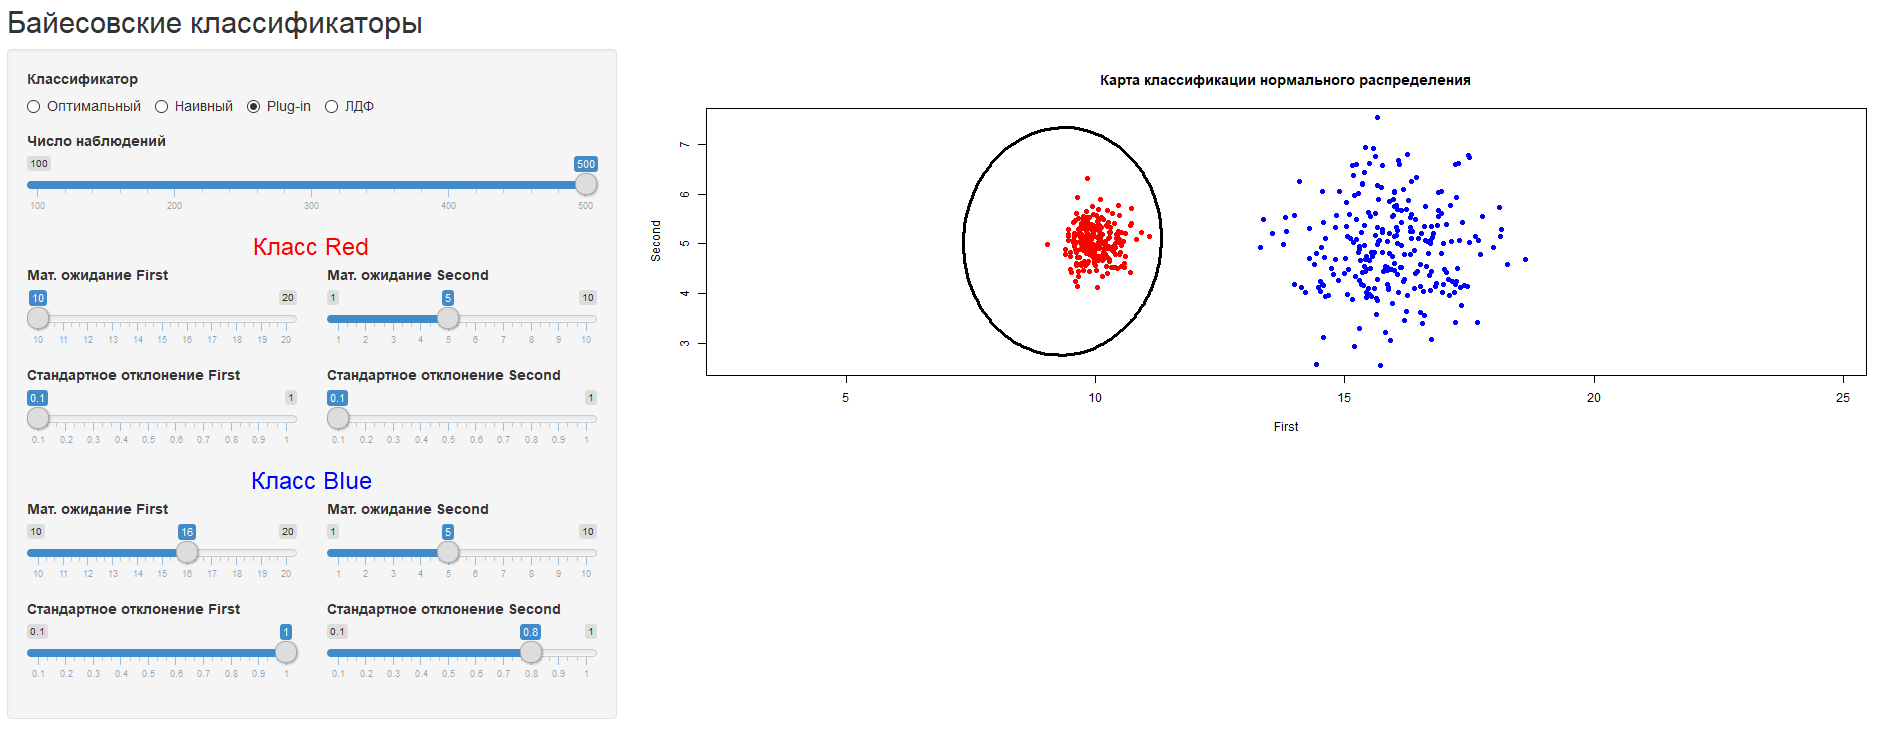 Байесовские классификаторы
Классификатор
Оптимальный Наивный Plug-in ЛДФ
Число наблюдений
100 500
100 200 300 400 500
Класс Red
Мат. ожидание First
10 20
10 11 12 13 14 15 16 17 18 19 20
Мат. ожидание Second
1 5 10
1 2 3 4 5 6 7 8 9 10
Стандартное отклонение First
0.1 1
0.1 0.2 0.3 0.4 0.5 0.6 0.7 0.8 0.9 1
Стандартное отклонение Second
0.1 1
0.1 0.2 0.3 0.4 0.5 0.6 0.7 0.8 0.9 1
Класс Blue
Мат. ожидание First
10 16 20
10 11 12 13 14 15 16 17 18 19 20
Мат. ожидание Second
1 5 10
1 2 3 4 5 6 7 8 9 10
Стандартное отклонение First
0.1 1
0.1 0.2 0.3 0.4 0.5 0.6 0.7 0.8 0.9 1
Стандартное отклонение Second
0.1 0.8 1
0.1 0.2 0.3 0.4 0.5 0.6 0.7 0.8 0.9 1
Карта классификации нормального распределения
Second
7
6
5
4
3
5 10 15 20 25
First